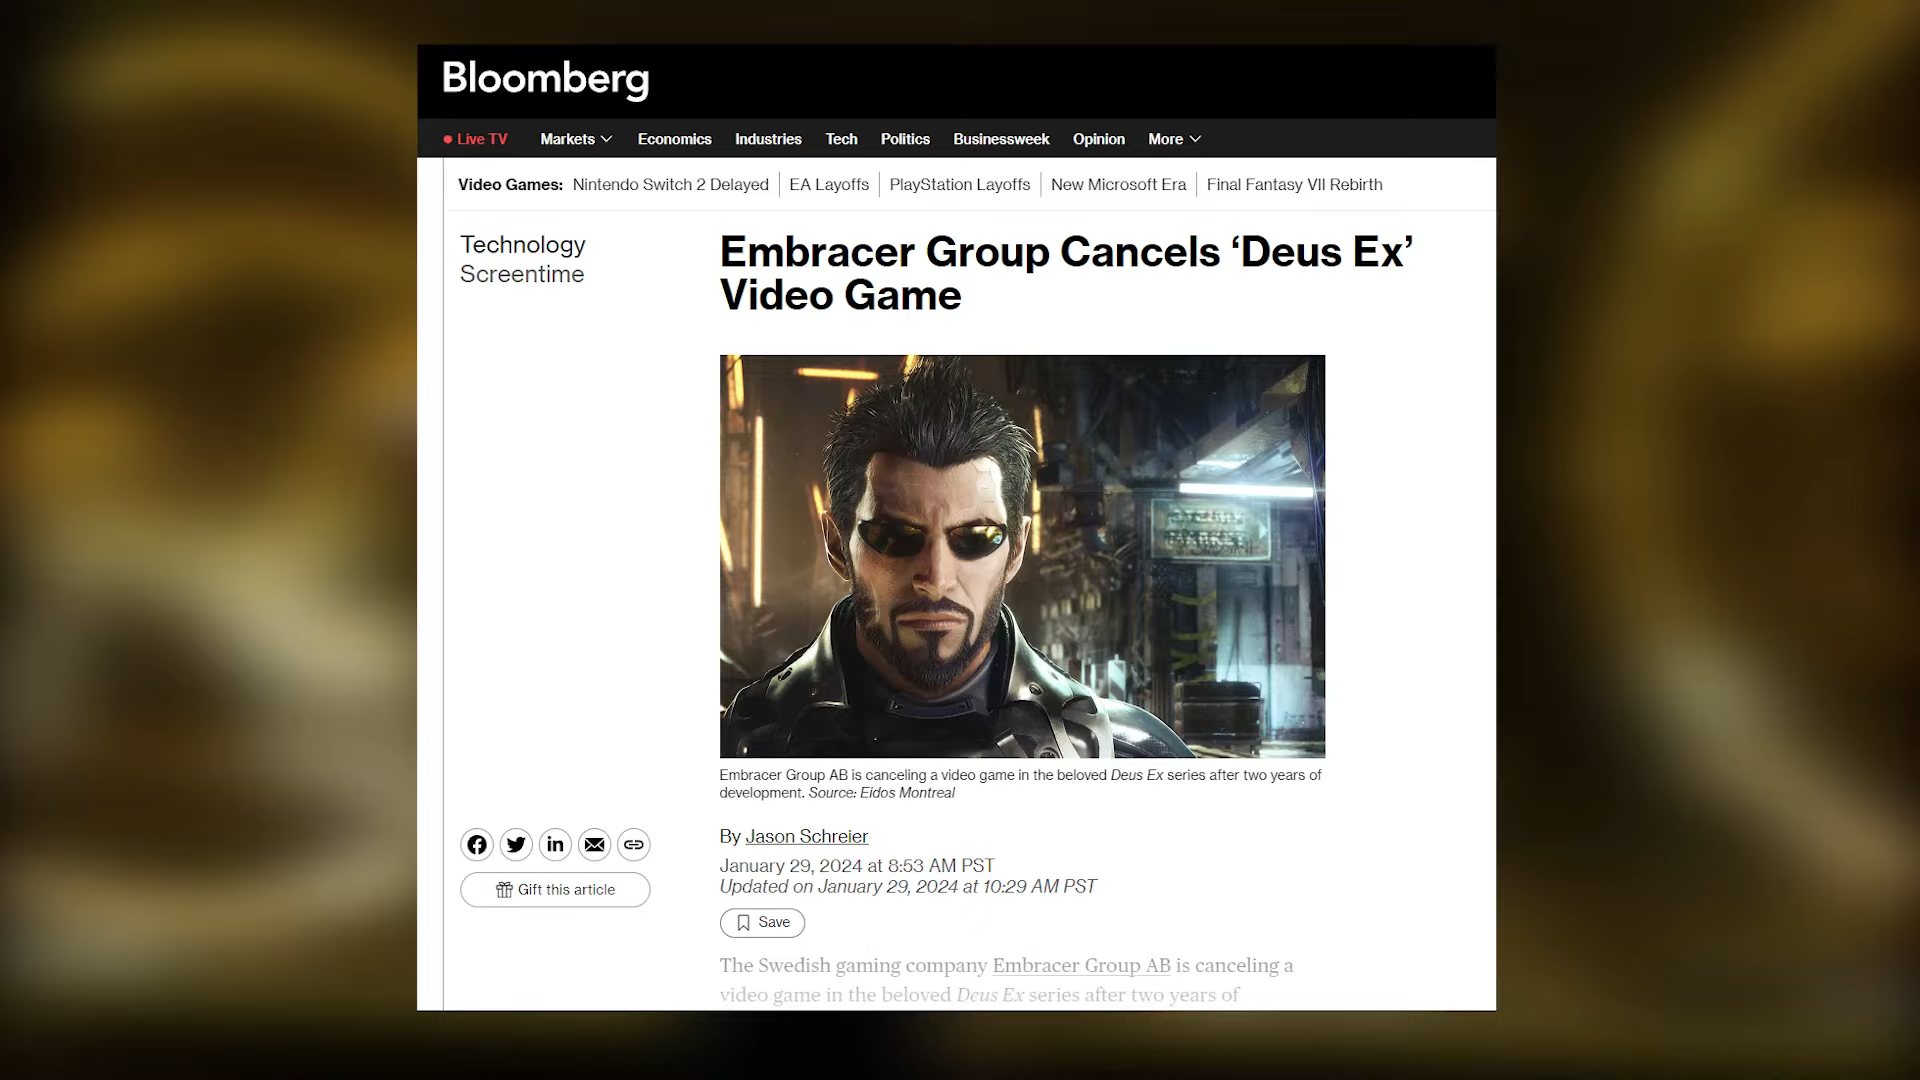 Bloomberg
Live TV Markets Economics Industries Tech Politics Businessweek Opinion More
Video Games: Nintendo Switch 2 Delayed EA Layoffs PlayStation Layoffs New Microsoft Era Final Fantasy VII Rebirth
Technology
Screentime
Embracer Group Cancels ‘Deus Ex’
Video Game
MARKET
Embracer Group AB is canceling a video game in the beloved Deus Ex series after two years of
development. Source: Eidos Montreal
By Jason Schreier
January 29, 2024 at 8:53 AM PST
Updated on January 29, 2024 at 10:29 AM PST
Gift this article
Save
The Swedish gaming company Embracer Group AB is canceling a
video game in the beloved Deus Ex series after two years of